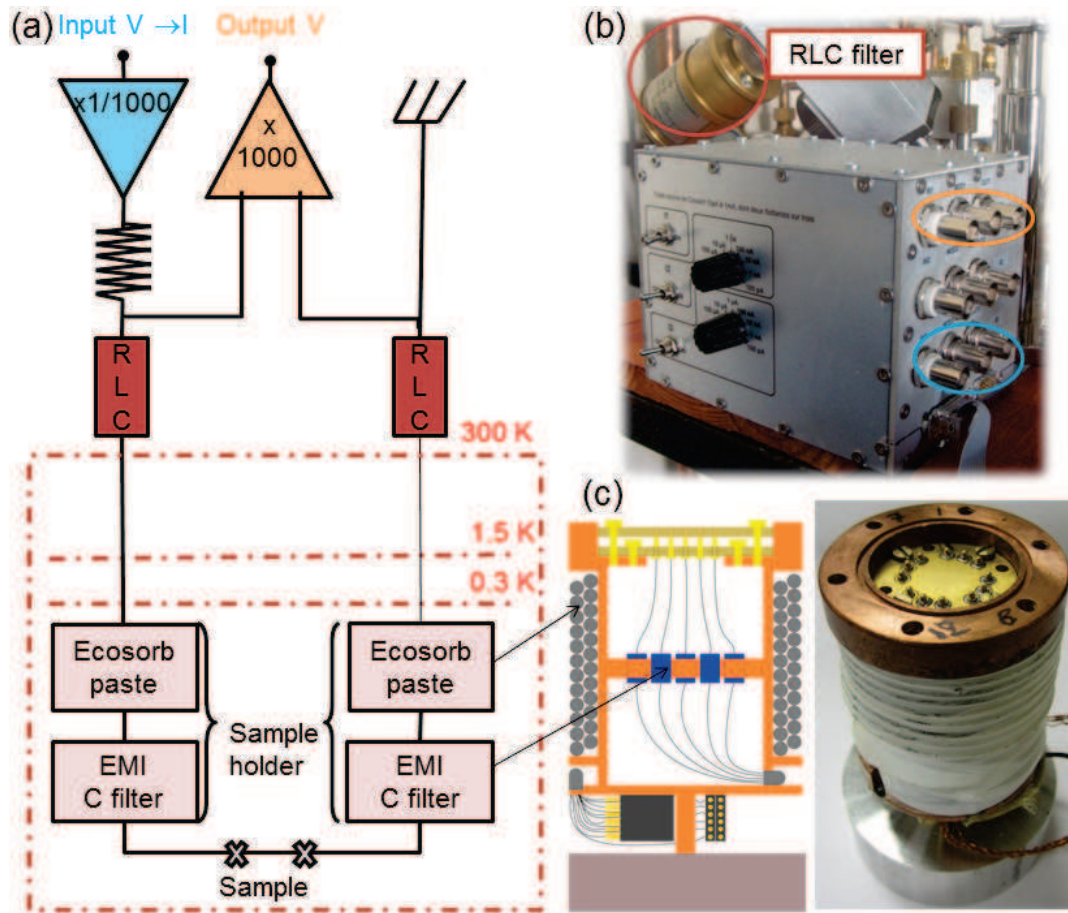 (a)
Input V →I
Output V
x1/1000
x
1000
R
L
C
R
L
C
300 K
1.5 K
0.3 K
Ecosorb
paste
Ecosorb
paste
Sample
holder
EMI
C filter
EMI
C filter
Sample
(b)
RLC filter
(c)